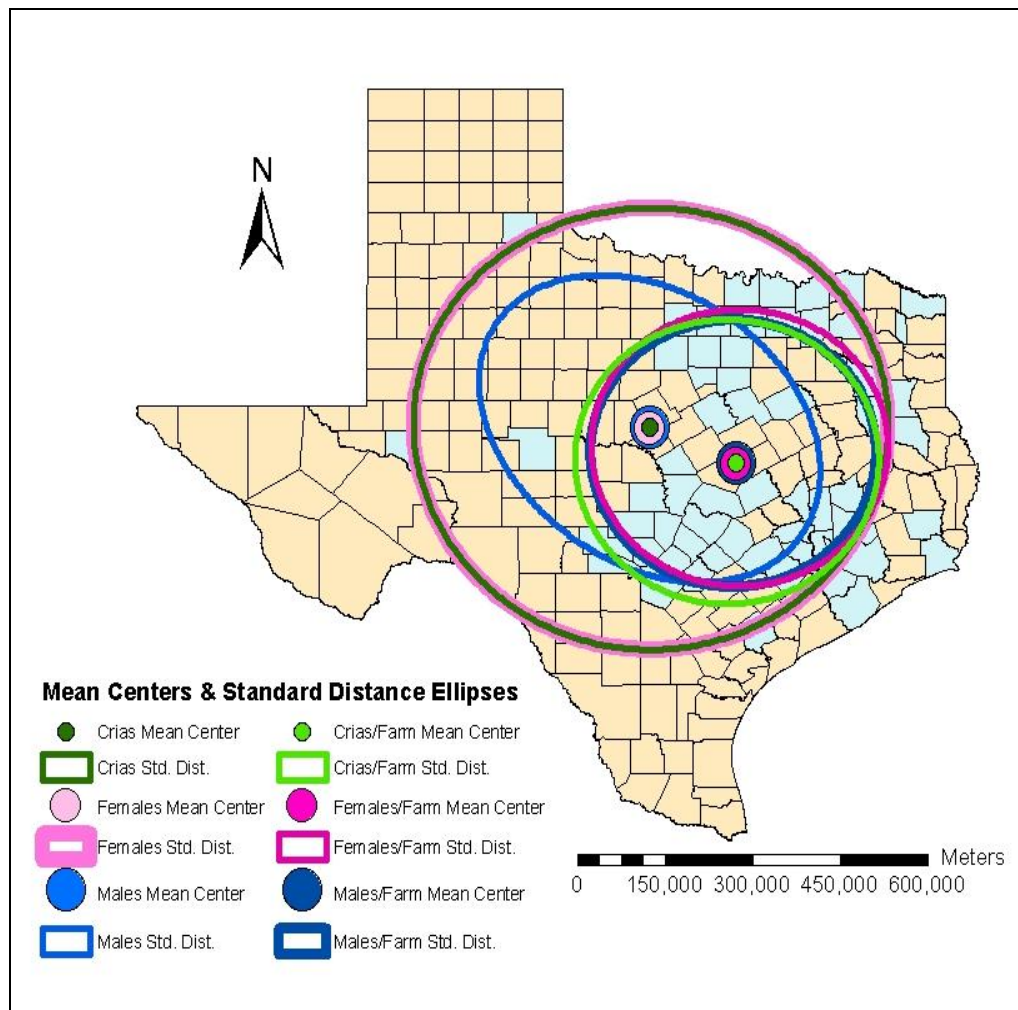 N
Mean Centers & Standard Distance Ellipses
Crias Mean Center
Crias/Farm Mean Center
Crias Std. Dist.
Crias/Farm Std. Dist.
Females Mean Center
Females/Farm Mean Center
Females Std. Dist.
Females/Farm Std. Dist.
Males Mean Center
Males/Farm Mean Center
Males Std. Dist.
Males/Farm Std. Dist.
Meters
0 150,000 300,000 450,000 600,000